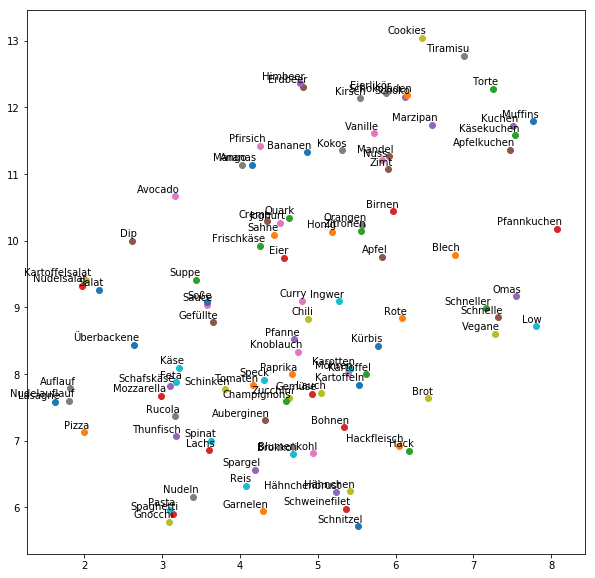 Cookies
Tiramisu
Himbeer
Erdbeer
Eierlikör
Schokoladen
Schoko
Kirsch
Torte
Marzipan
Muffins
Kuchen
Käsekuchen
Vanille
Pfirsich
Bananen
Kokos
Apfelkuchen
Mandel
Nuss
Zimt
Mango
Ananas
Avocado
Birnen
Quark
Creme
Joghurt
Orangen
Zitronen
Honig
Sahne
Pfannkuchen
Dip
Frischkäse
Eier
Apfel
Blech
Kartoffelsalat
Nudelsalat
Salat
Suppe
Soße
Sauce
Curry
Ingwer
Omas
Schneller
Gefüllte
Chili
Rote
Schnelle
Low
Vegane
Überbackene
Pfanne
Knoblauch
Kürbis
Käse
Feta
Schafskäse
Mozzarella
Schinken
Tomaten
Speck
Paprika
Karotten
Kartoffel
Kartoffeln
Auflauf
Nudelauflauf
Lasagne
Zucchini
Champignons
Gemüse
Lauch
Brot
Rucola
Auberginen
Pizza
Thunfisch
Spinat
Lachs
Bohnen
Blumenkohl
Brokkoli
Hackfleisch
Hack
Spargel
Nudeln
Reis
Hähnchenbrust
Hähnchen
Pasta
Spaghetti
Gnocchi
Garnelen
Schweinefilet
Schnitzel
13
12
11
10
9
8
7
6
2
3
4
5
6
7
8